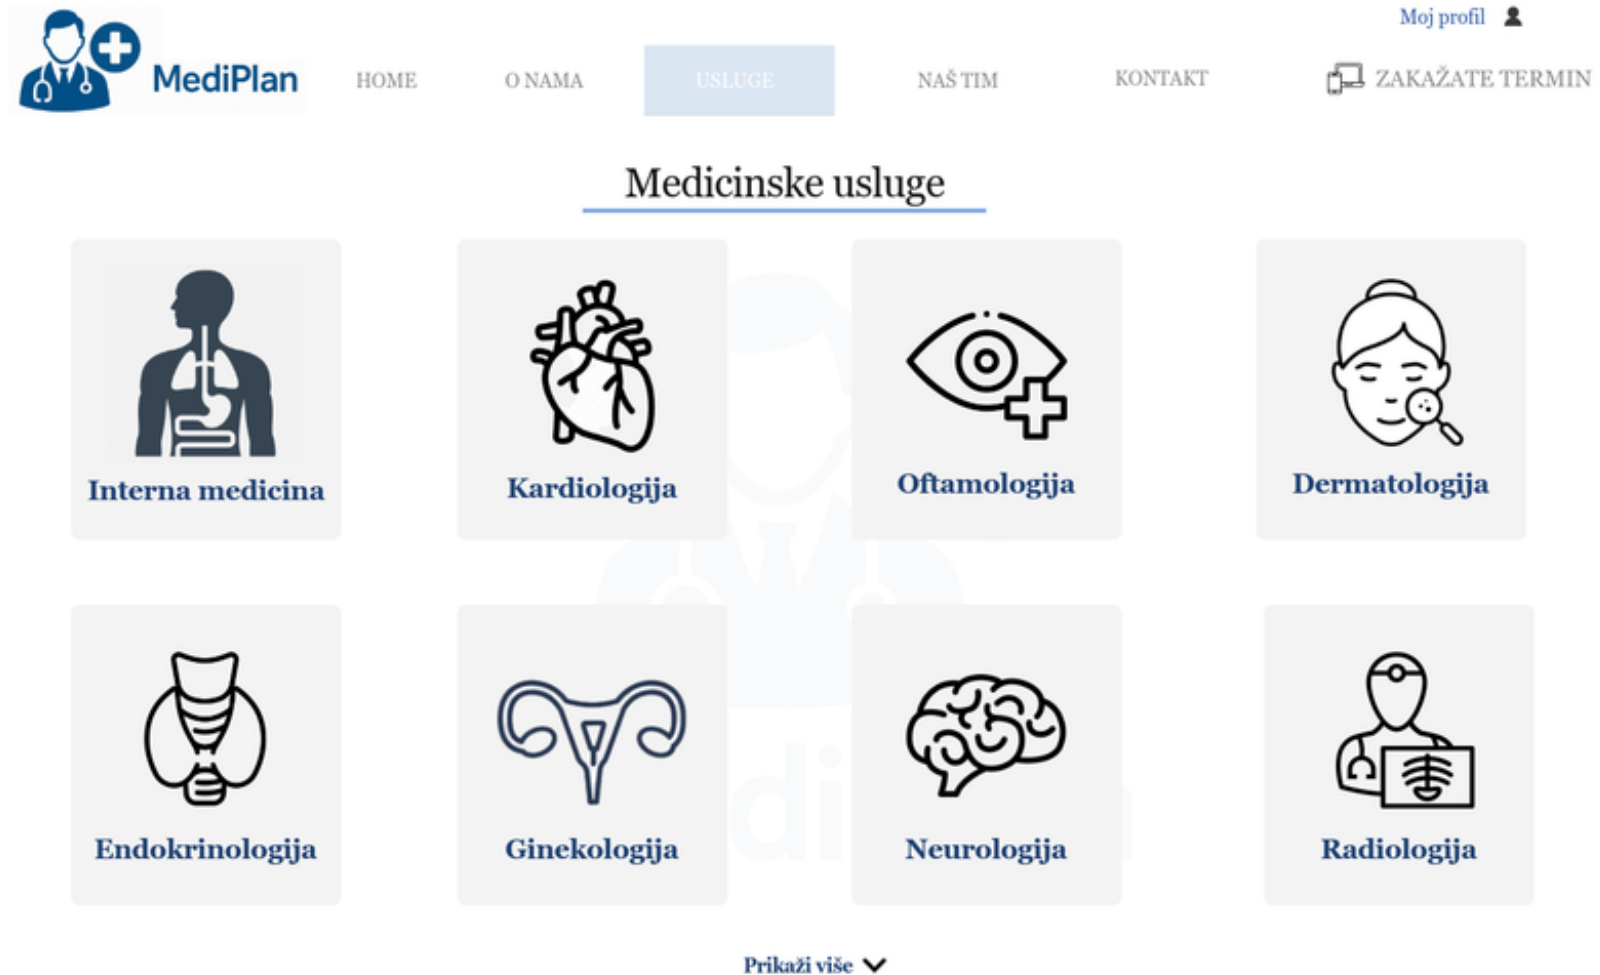 Moj profil
MediPlan
HOME
O NAMA
USLUGE
NAŠ TIM
KONTAKT
ZAKAŽATE TERMIN
Medicinske usluge
Interna medicina
Kardiologija
Oftamologija
Dermatologija
Endokrinologija
Ginekologija
Neurologija
Radiologija
Prikaži više